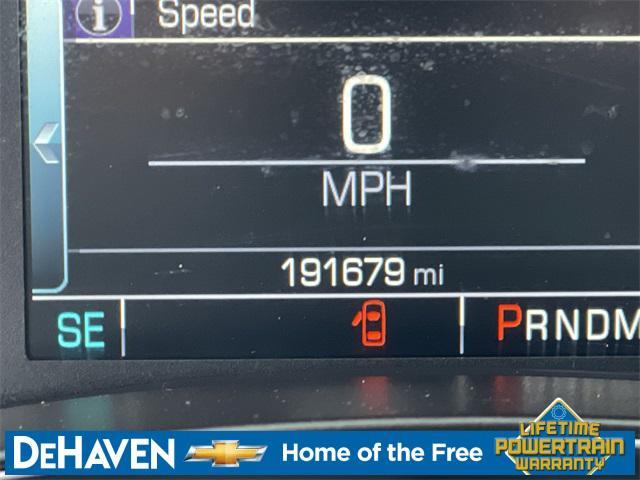 Speed
0
MPH
191679 mi
SE
PRNDM
DEHAVEN
Home of the Free
LIFETIME
POWERTRAIN
WARRANTY